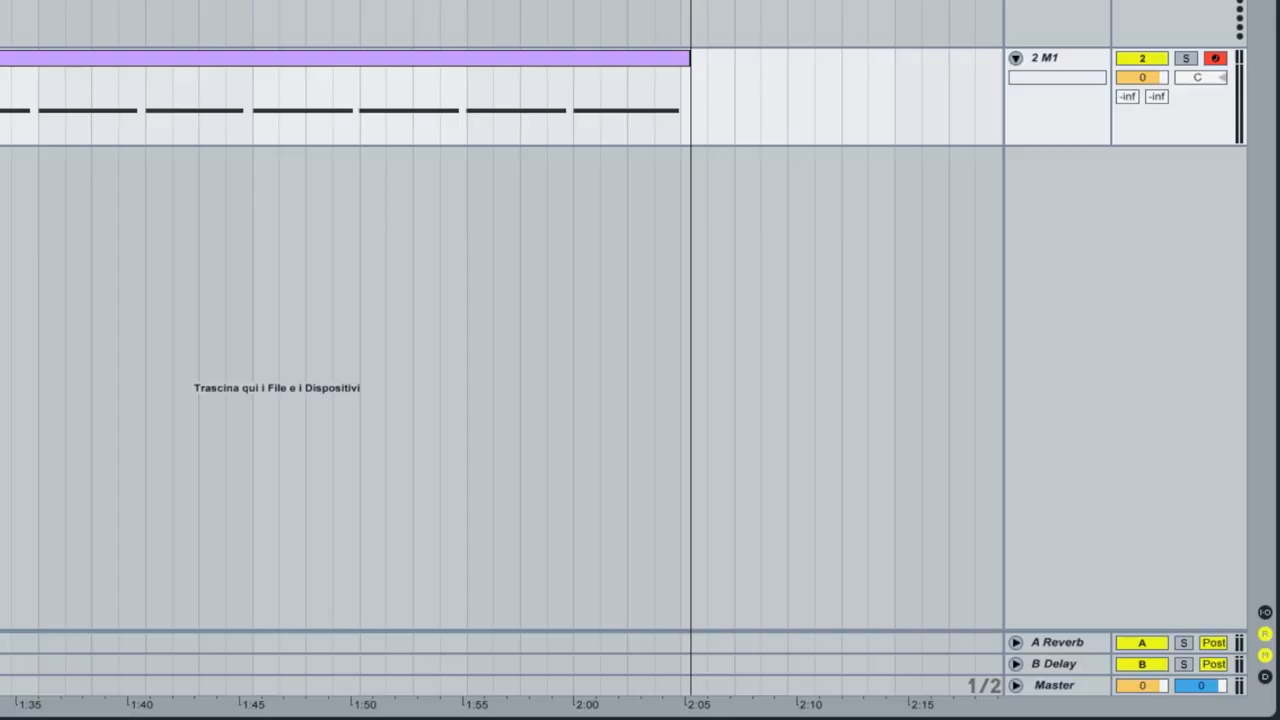 2 M1
2
S
0
C
-inf
-inf
Trascina qui i File e i Dispositivi
A Reverb
A
S
Post
B Delay
B
S
Post
1/2
Master
0
0
1:35
1:40
1:45
1:50
1:55
2:00
2:05
2:10
2:15
I-O
R
M
D